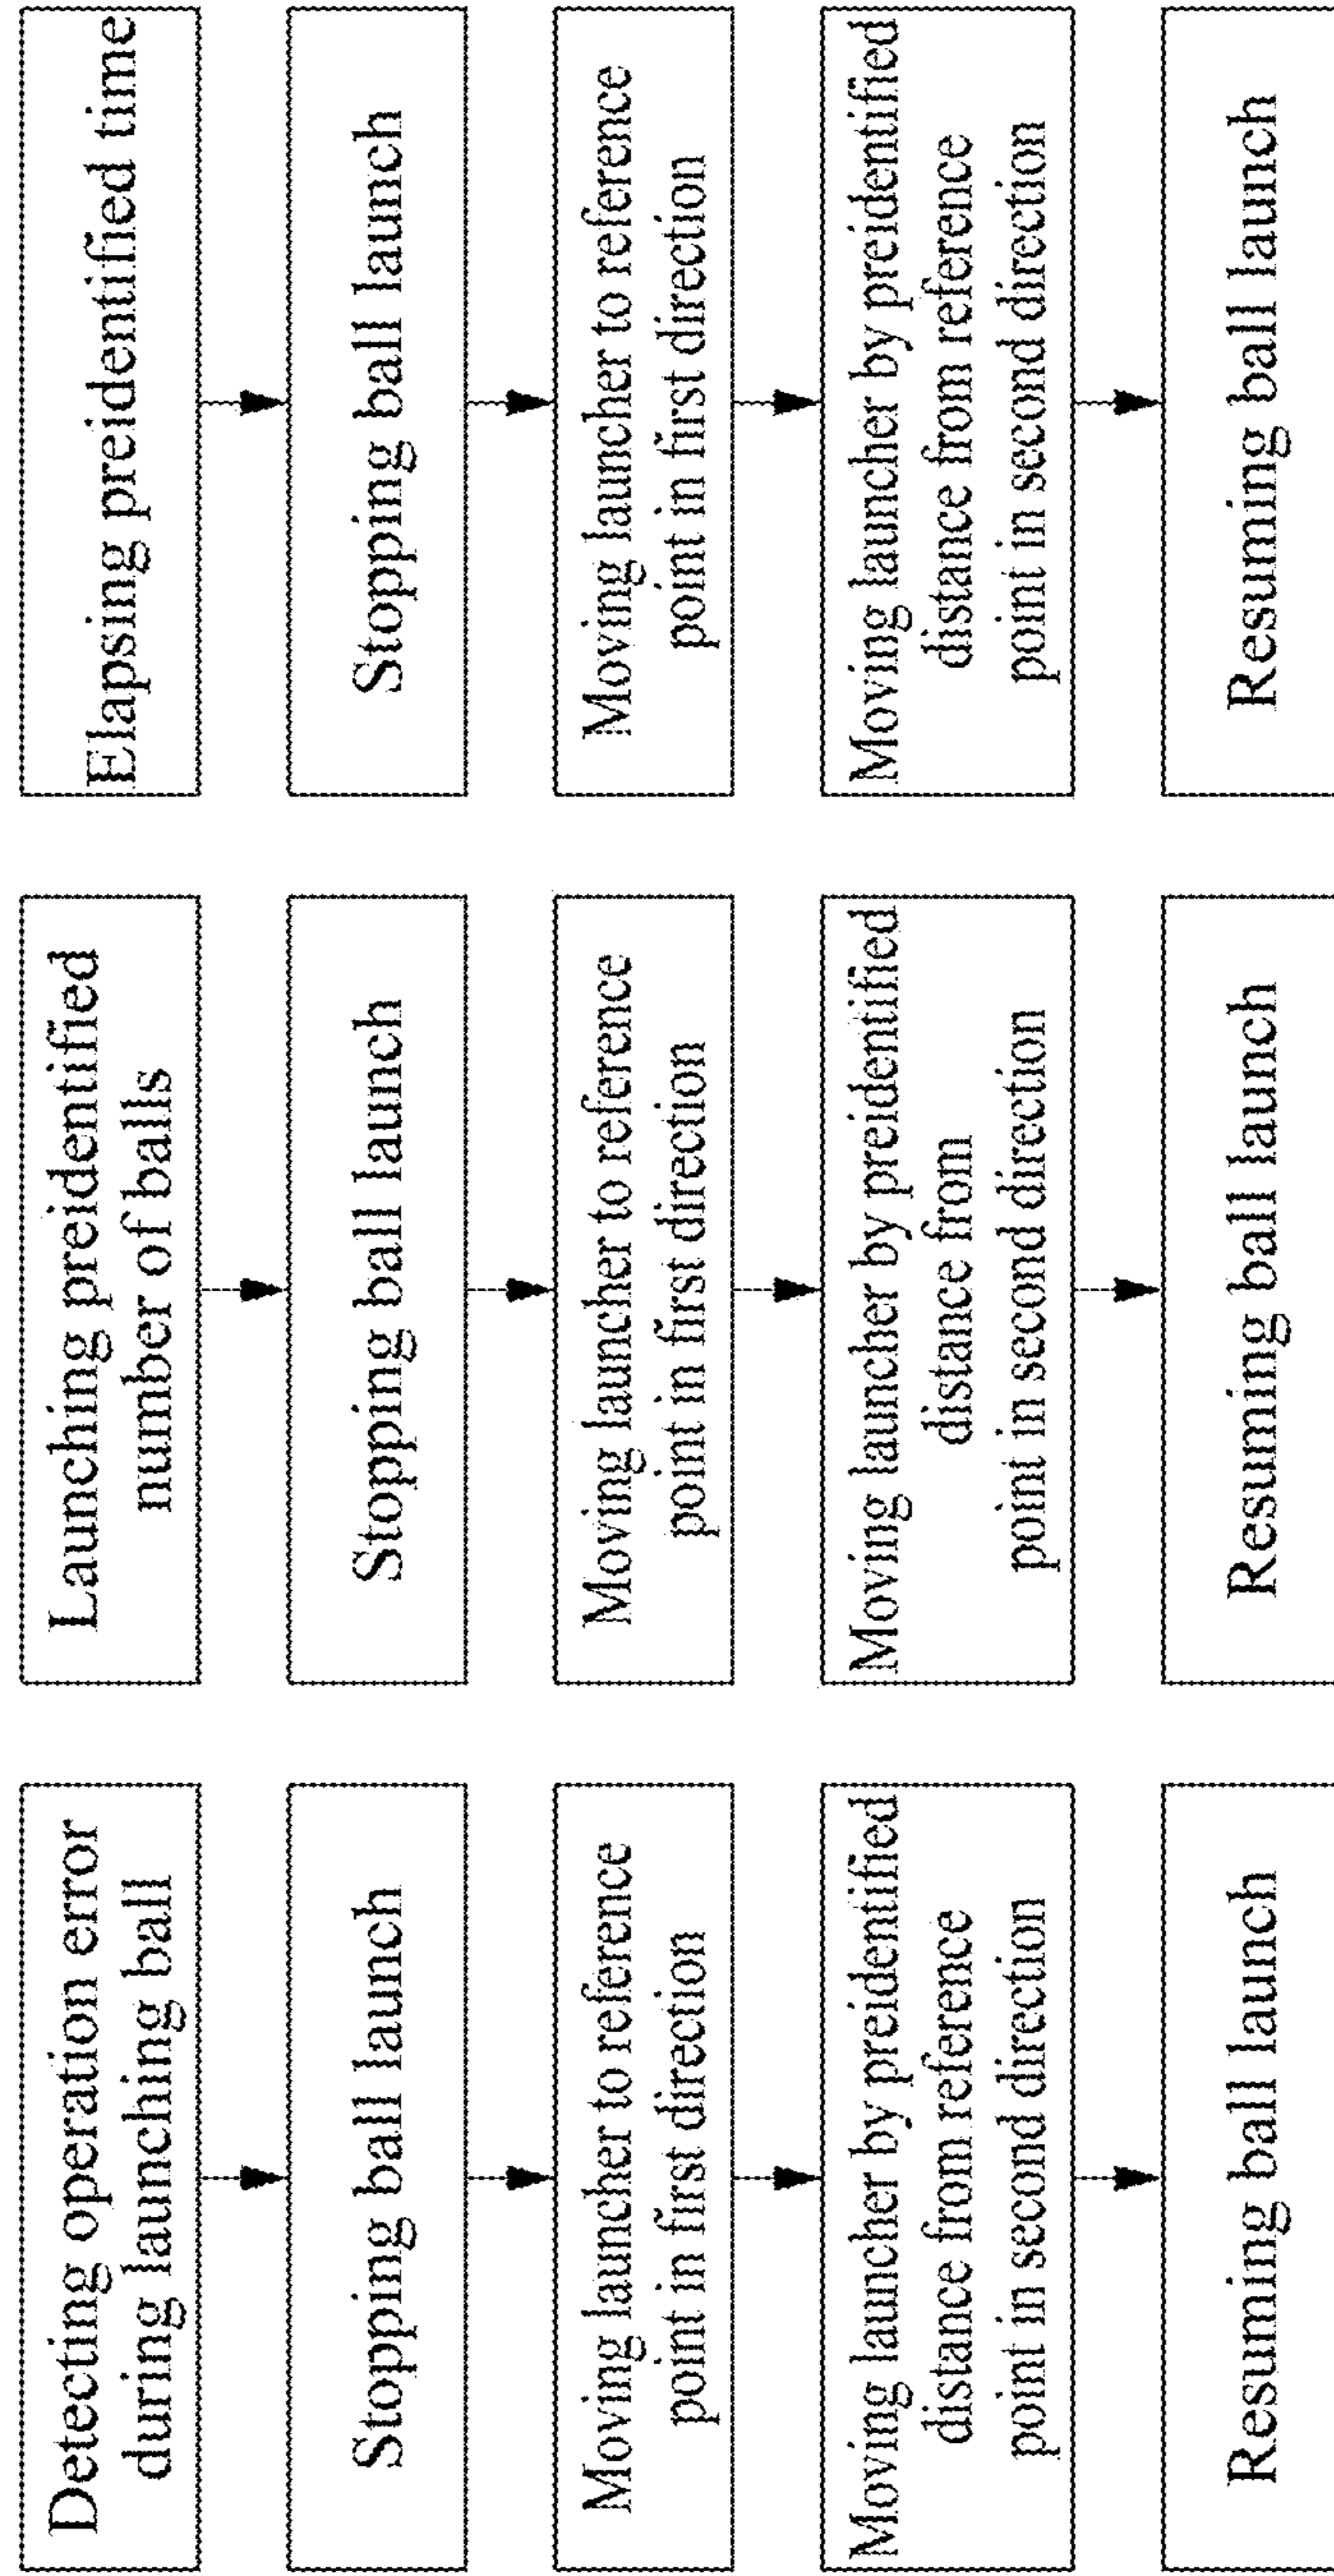 Detecting operation error
during launching ball
Stopping ball launch
Moving launcher to reference
point in first direction
Moving launcher by preidentified
distance from reference
point in second direction
Resuming ball launch
Launching preidentified
number of balls
Stopping ball launch
Moving launcher to reference
point in first direction
Moving launcher by preidentified
distance from
point in second direction
Resuming ball launch
Elapsing preidentified time
Stopping ball launch
Moving launcher to reference
point in first direction
Moving launcher by preidentified
distance from reference
point in second direction
Resuming ball launch